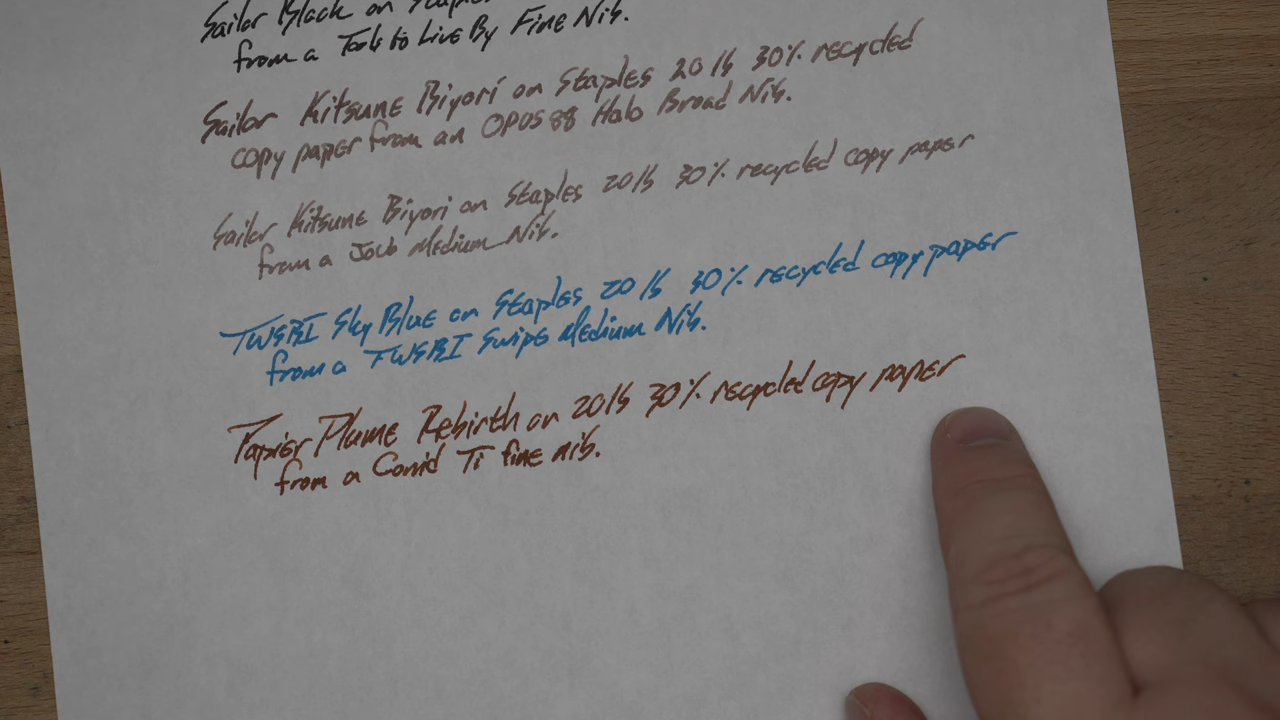 Sailor Black on Staples
from a Tools to Live By Fine Nib.
Sailor Kitsune Biyori on Staples 20 lb 30% recycled
copy paper from an OPUS 88 Halo Broad Nib.
Sailor Kitsune Biyori on Staples 20 lb 30% recycled copy paper
from a Medium Nib.
TWSBI Sky Blue on Staples 20 lb 30% recycled copy paper
from a TWSBI Swipe Medium Nib.
Papier Plume Rebirth on 20 lb 30% recycled copy paper
from a Conid Ti fine nib.